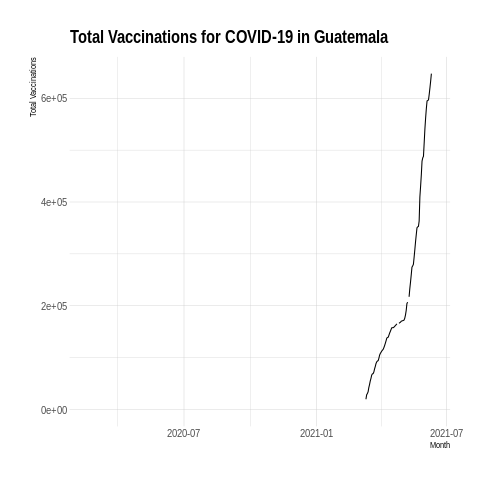 Total Vaccinations for COVID-19 in Guatemala
Total Vaccinations
6e+05
4e+05
2e+05
0e+00
2020-07
2021-01
2021-07
Month